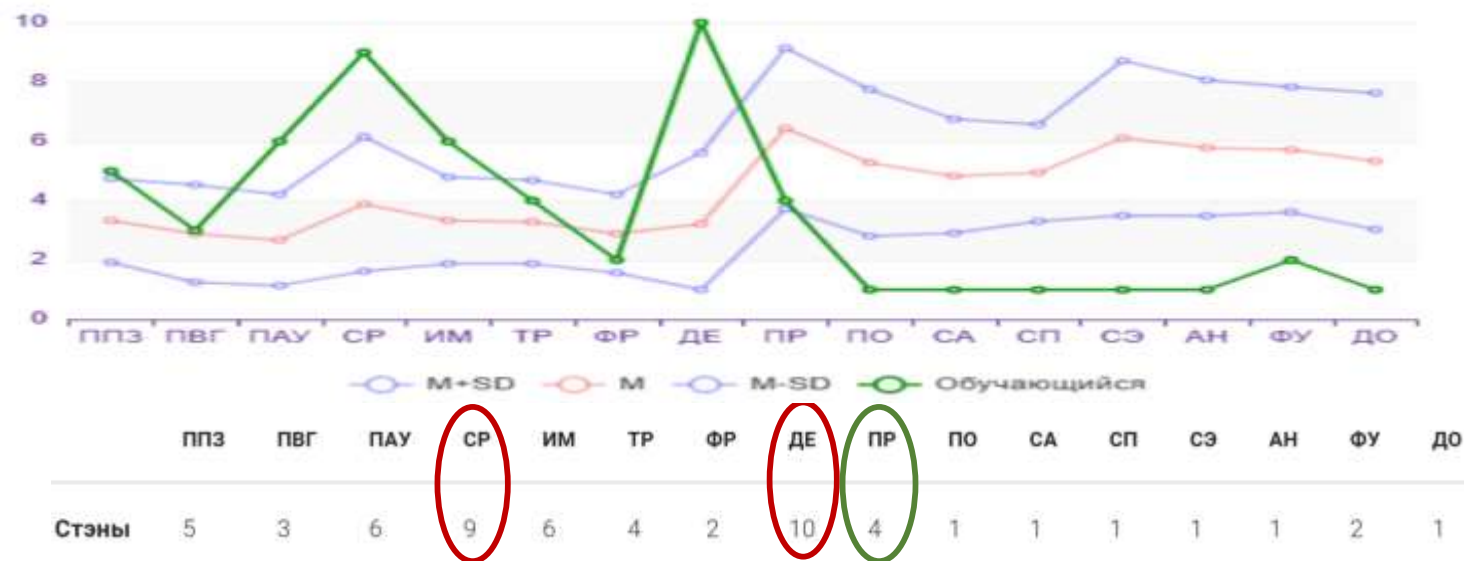 10
8
6
4
2
0
ППЗ ПВГ ПАУ СР ИМ ТР ФР ДЕ ПР ПО СА СП СЭ АН ФУ ДО
M+SD M M-SD Обучающийся
ППЗ ПВГ ПАУ СР ИМ ТР ФР ДЕ ПР ПО СА СП СЭ АН ФУ ДО
Стэны 5 3 6 9 6 4 2 10 4 1 1 1 1 1 2 1